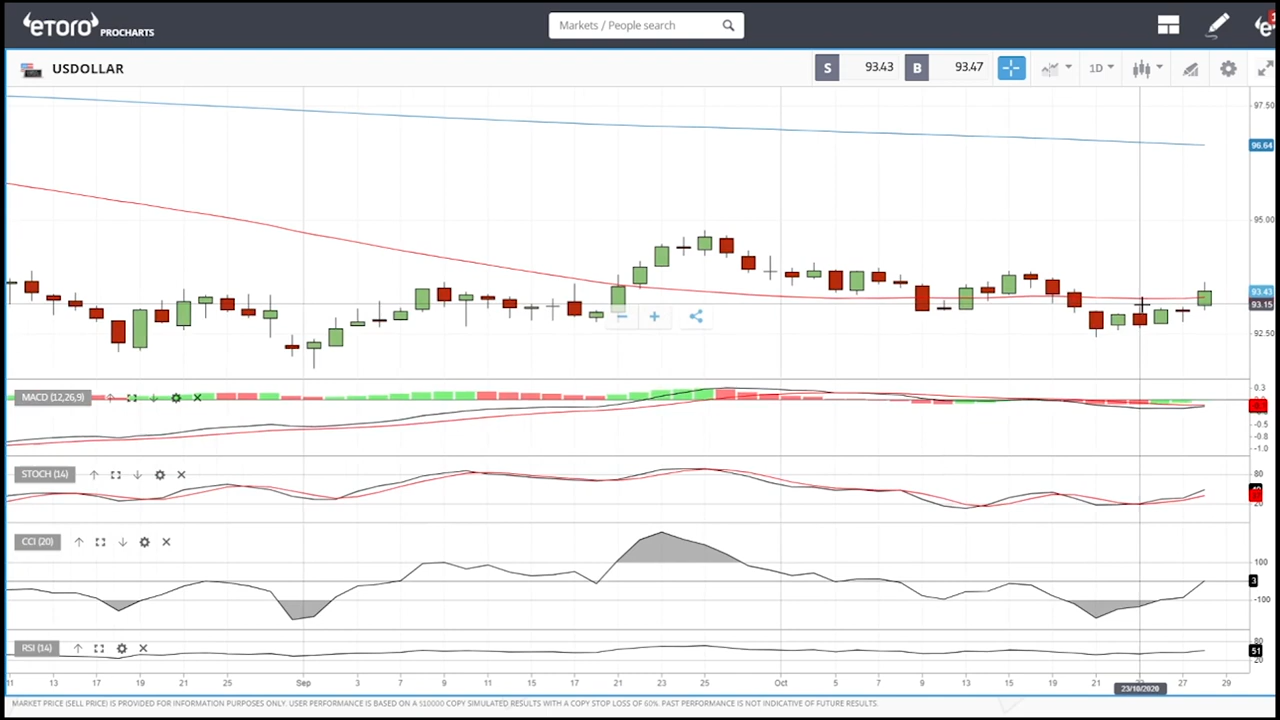 eToro PROCHARTS
Markets / People search
USDOLLAR
S 93.43 B 93.47
1D
97.50
96.64
95.00
93.43
93.15
92.50
MACD (12,26,9)
0.3
-0.5
-0.8
-1.0
STOCH (14)
80
20
CCI (20)
100
3
-100
RSI (14)
80
51
20
11 13 17 19 21 25 Sep 3 7 9 11 15 17 21 23 25 Oct 5 7 9 13 15 19 21 27 29
23/10/2020
MARKET PRICE (SELL PRICE) IS PROVIDED FOR INFORMATION PURPOSES ONLY. USER PERFORMANCE IS BASED ON A $10000 COPY SIMULATED RESULTS WITH A COPY STOP LOSS OF 60%. PAST PERFORMANCE IS NOT INDICATIVE OF FUTURE RESULTS.